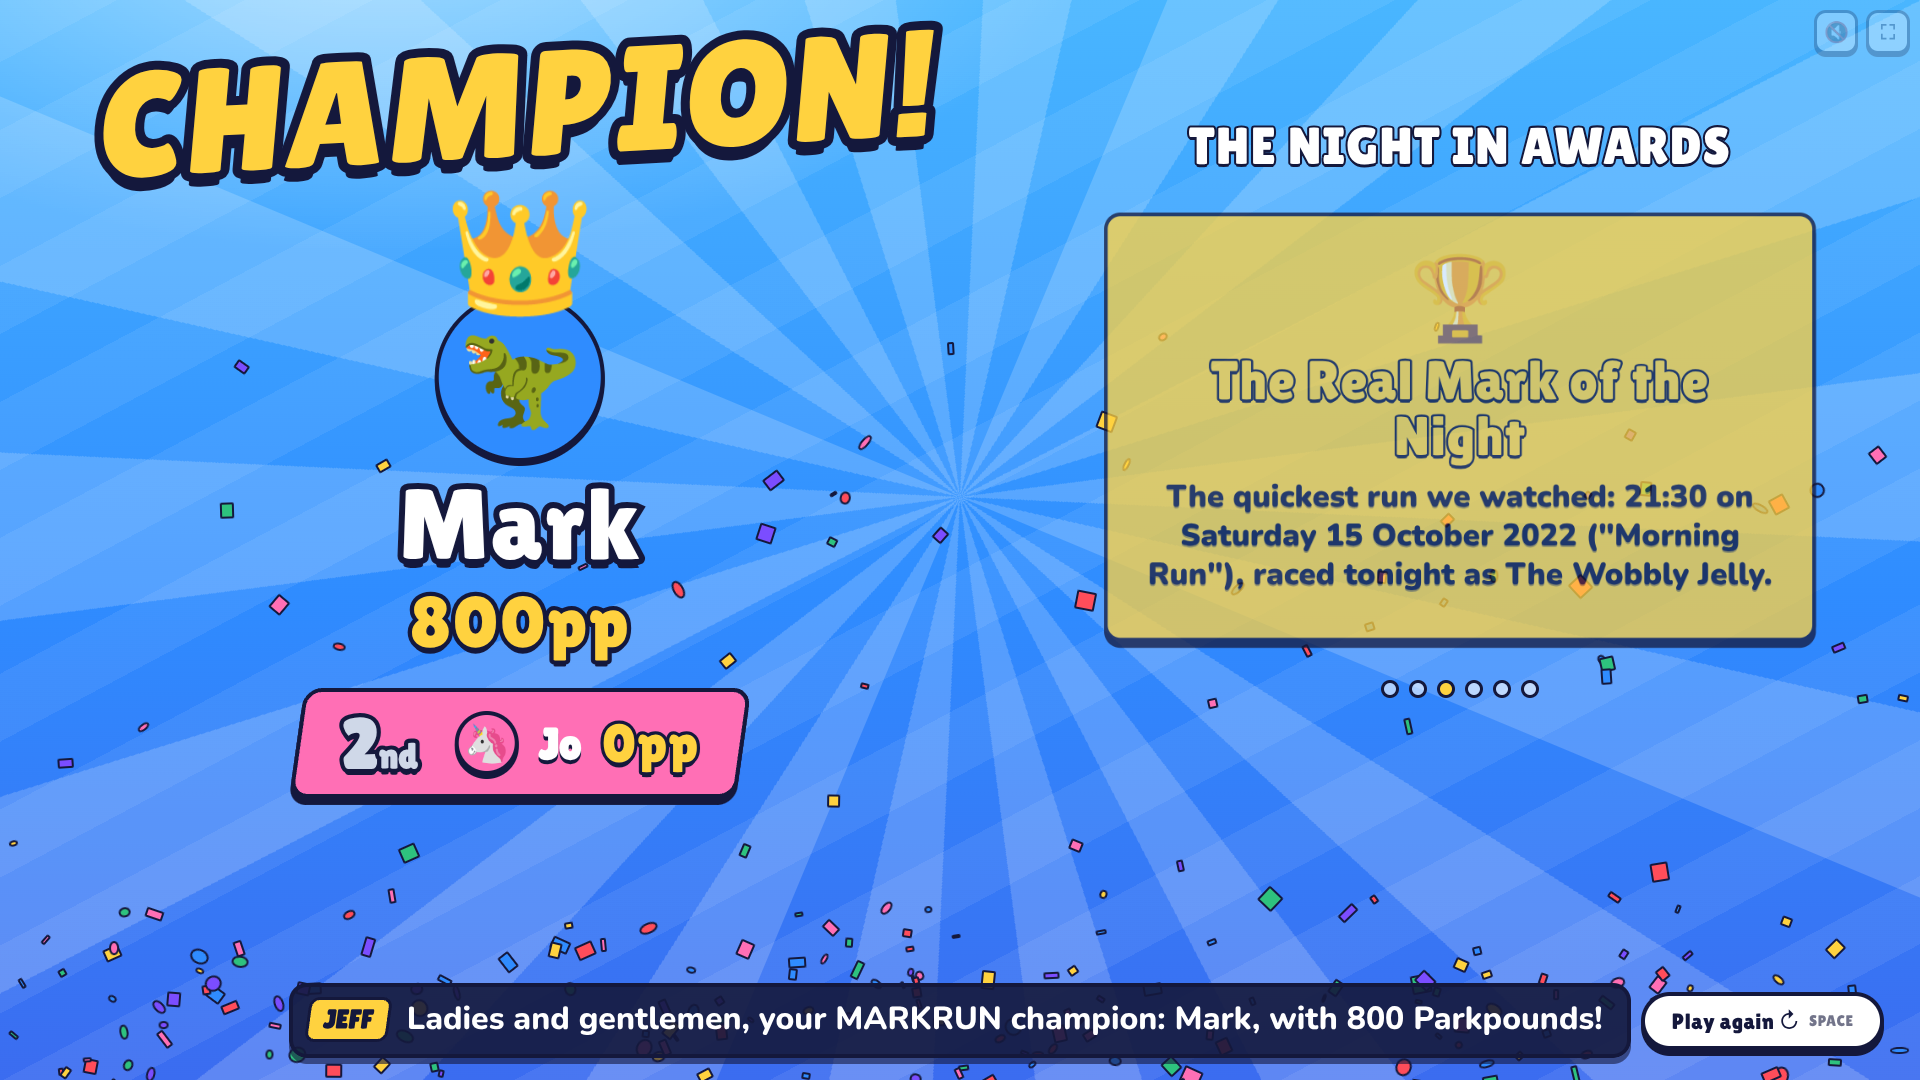 CHAMPION!
Mark
800pp
2nd Jo 0pp
THE NIGHT IN AWARDS
The Real Mark of the
Night
The quickest run we watched: 21:30 on
Saturday 15 October 2022 ("Morning
Run"), raced tonight as The Wobbly Jelly.
JEFF Ladies and gentlemen, your MARKRUN champion: Mark, with 800 Parkpounds!
Play again SPACE